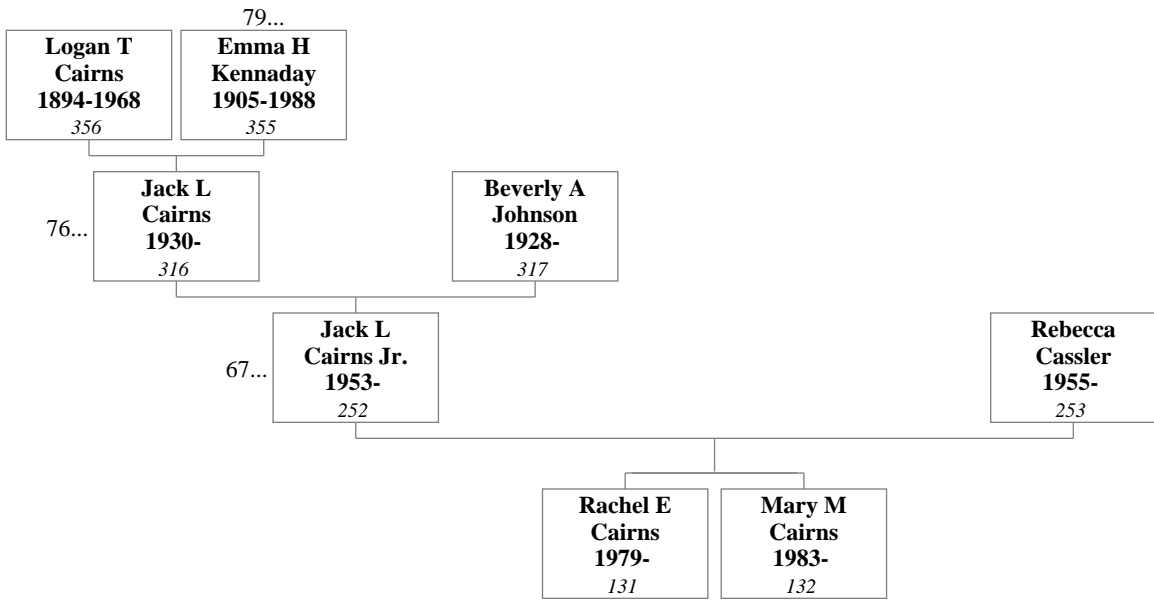 79...
Logan T
Cairns
1894-1968
356
Emma H
Kennaday
1905-1988
355
76...
Jack L
Cairns
1930-
316
Beverly A
Johnson
1928-
317
67...
Jack L
Cairns Jr.
1953-
252
Rebecca
Cassler
1955-
253
Rachel E
Cairns
1979-
131
Mary M
Cairns
1983-
132